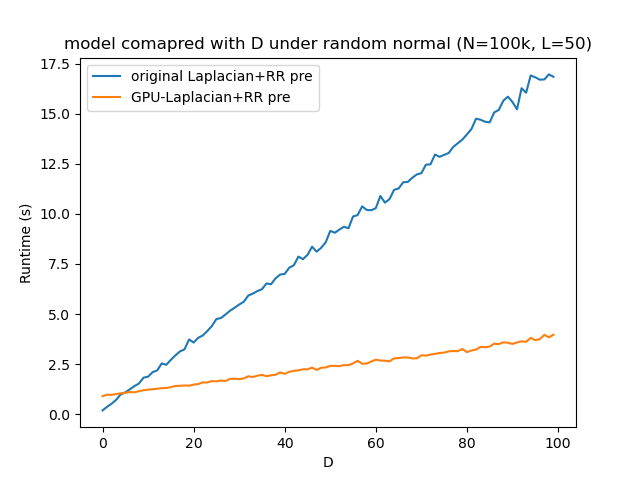 model comapred with D under random normal (N=100k, L=50)
original Laplacian+RR pre
GPU-Laplacian+RR pre
17.5
15.0
12.5
10.0
7.5
5.0
2.5
0.0
Runtime (s)
0 20 40 60 80 100
D